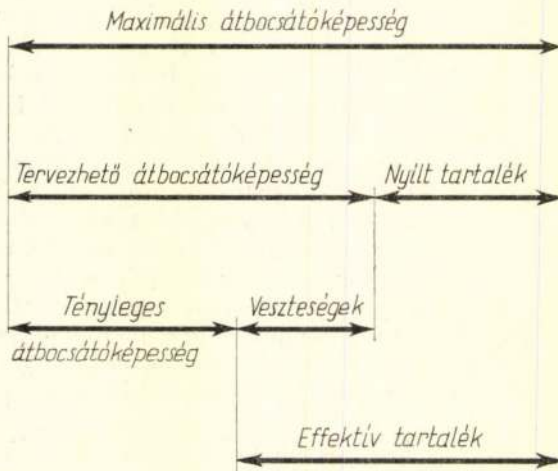 Maximális átbocsátóképesség
Tervezhető átbocsátóképesség Nyílt tartalék
Tényleges Veszteségek
átbocsátóképesség
Effektív tartalék